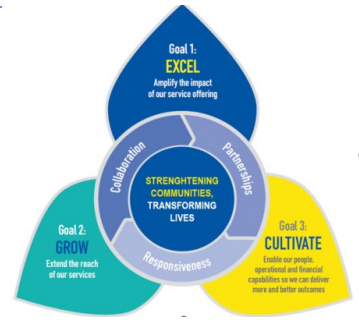 Goal 1:
EXCEL
Amplify the impact
of our service offering
Collaboration
Partnerships
STRENGHTENING
COMMUNITIES,
TRANSFORMING
LIVES
Responsiveness
Goal 2:
GROW
Extend the reach
of our services
Goal 3:
CULTIVATE
Enable our people,
operational and financial
capabilities so we can deliver
more and better outcomes